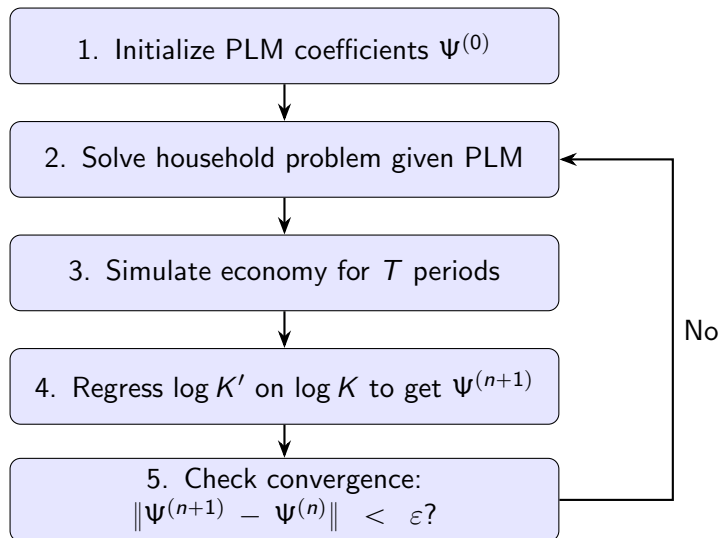 1. Initialize PLM coefficients Ψ⁽⁰⁾
2. Solve household problem given PLM
3. Simulate economy for T periods
No
4. Regress log K′ on log K to get Ψ⁽ⁿ⁺¹⁾
5. Check convergence:
‖Ψ⁽ⁿ⁺¹⁾ − Ψ⁽ⁿ⁾‖ < ε?